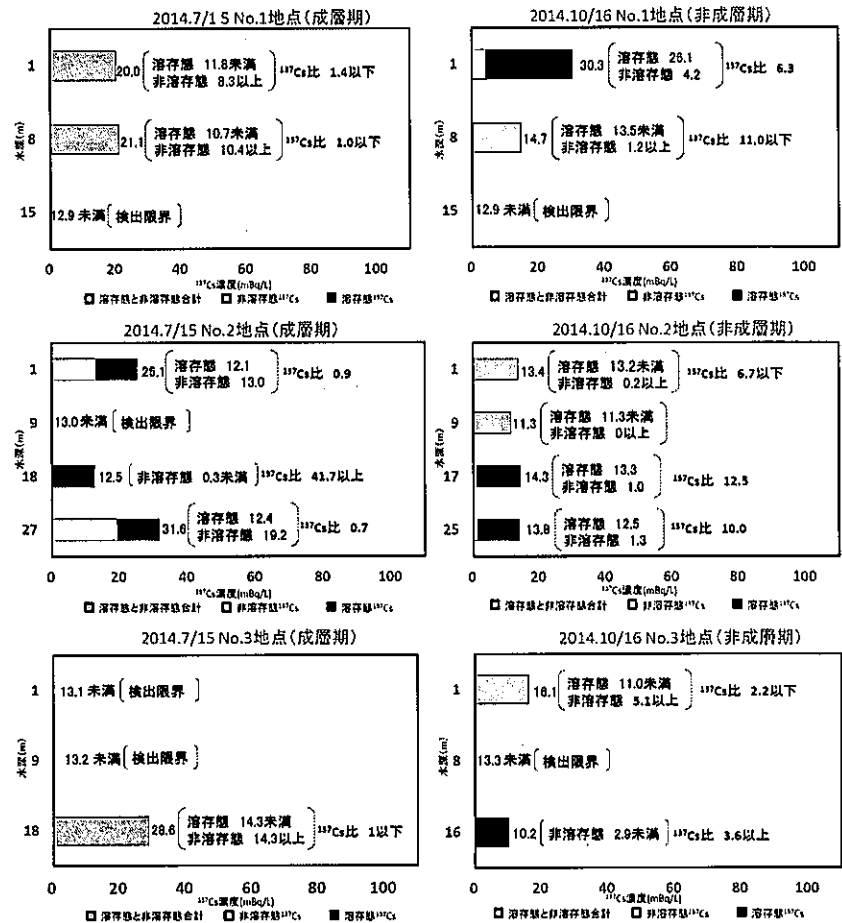 2014.7/1 5 No.1地点(成層期)
1
20.0
溶存態 11.8未満
非溶存態 8.3以上
¹³⁷Cs比 1.4以下
8
21.1
溶存態 10.7未満
非溶存態 10.4以上
¹³⁷Cs比 1.0以下
15
12.9 未満 (検出限界)
水深(m)
0 20 40 60 80 100
¹³⁷Cs濃度(mBq/L)
溶存態と非溶存態合計 非溶存態¹³⁷Cs 溶存態¹³⁷Cs
2014.10/16 No.1地点(非成層期)
1
30.3
溶存態 26.1
非溶存態 4.2
¹³⁷Cs比 6.3
8
14.7
溶存態 13.5未満
非溶存態 1.2以上
¹³⁷Cs比 11.0以下
15
12.9 未満 (検出限界)
水深(m)
0 20 40 60 80 100
¹³⁷Cs濃度(mBq/L)
溶存態と非溶存態合計 非溶存態¹³⁷Cs 溶存態¹³⁷Cs
2014.7/15 No.2地点(成層期)
1
25.1
溶存態 12.1
非溶存態 13.0
¹³⁷Cs比 0.9
9
13.0 未満 (検出限界)
18
12.5 (非溶存態 0.3未満) ¹³⁷Cs比 41.7以上
27
31.6
溶存態 12.4
非溶存態 19.2
¹³⁷Cs比 0.7
水深(m)
0 20 40 60 80 100
¹³⁷Cs濃度(mBq/L)
溶存態と非溶存態合計 非溶存態¹³⁷Cs 溶存態¹³⁷Cs
2014.10/16 No.2地点(非成層期)
1
13.4
溶存態 13.2未満
非溶存態 0.2以上
¹³⁷Cs比 6.7以下
9
11.3
溶存態 11.3未満
非溶存態 0以上
17
14.3
溶存態 13.3
非溶存態 1.0
¹³⁷Cs比 12.5
25
13.8
溶存態 12.5
非溶存態 1.3
¹³⁷Cs比 10.0
水深(m)
0 20 40 60 80 100
¹³⁷Cs濃度(mBq/L)
溶存態と非溶存態合計 非溶存態¹³⁷Cs 溶存態¹³⁷Cs
2014.7/15 No.3地点(成層期)
1
13.1 未満 (検出限界)
9
13.2 未満 (検出限界)
18
28.6
溶存態 14.3未満
非溶存態 14.3以上
¹³⁷Cs比 1以下
水深(m)
0 20 40 60 80 100
¹³⁷Cs濃度(mBq/L)
溶存態と非溶存態合計 非溶存態¹³⁷Cs 溶存態¹³⁷Cs
2014.10/16 No.3地点(非成層期)
1
16.1
溶存態 11.0未満
非溶存態 5.1以上
¹³⁷Cs比 2.2以下
8
13.3 未満 (検出限界)
16
10.2 (非溶存態 2.9未満) ¹³⁷Cs比 3.6以上
水深(m)
0 20 40 60 80 100
¹³⁷Cs濃度(mBq/L)
溶存態と非溶存態合計 非溶存態¹³⁷Cs 溶存態¹³⁷Cs